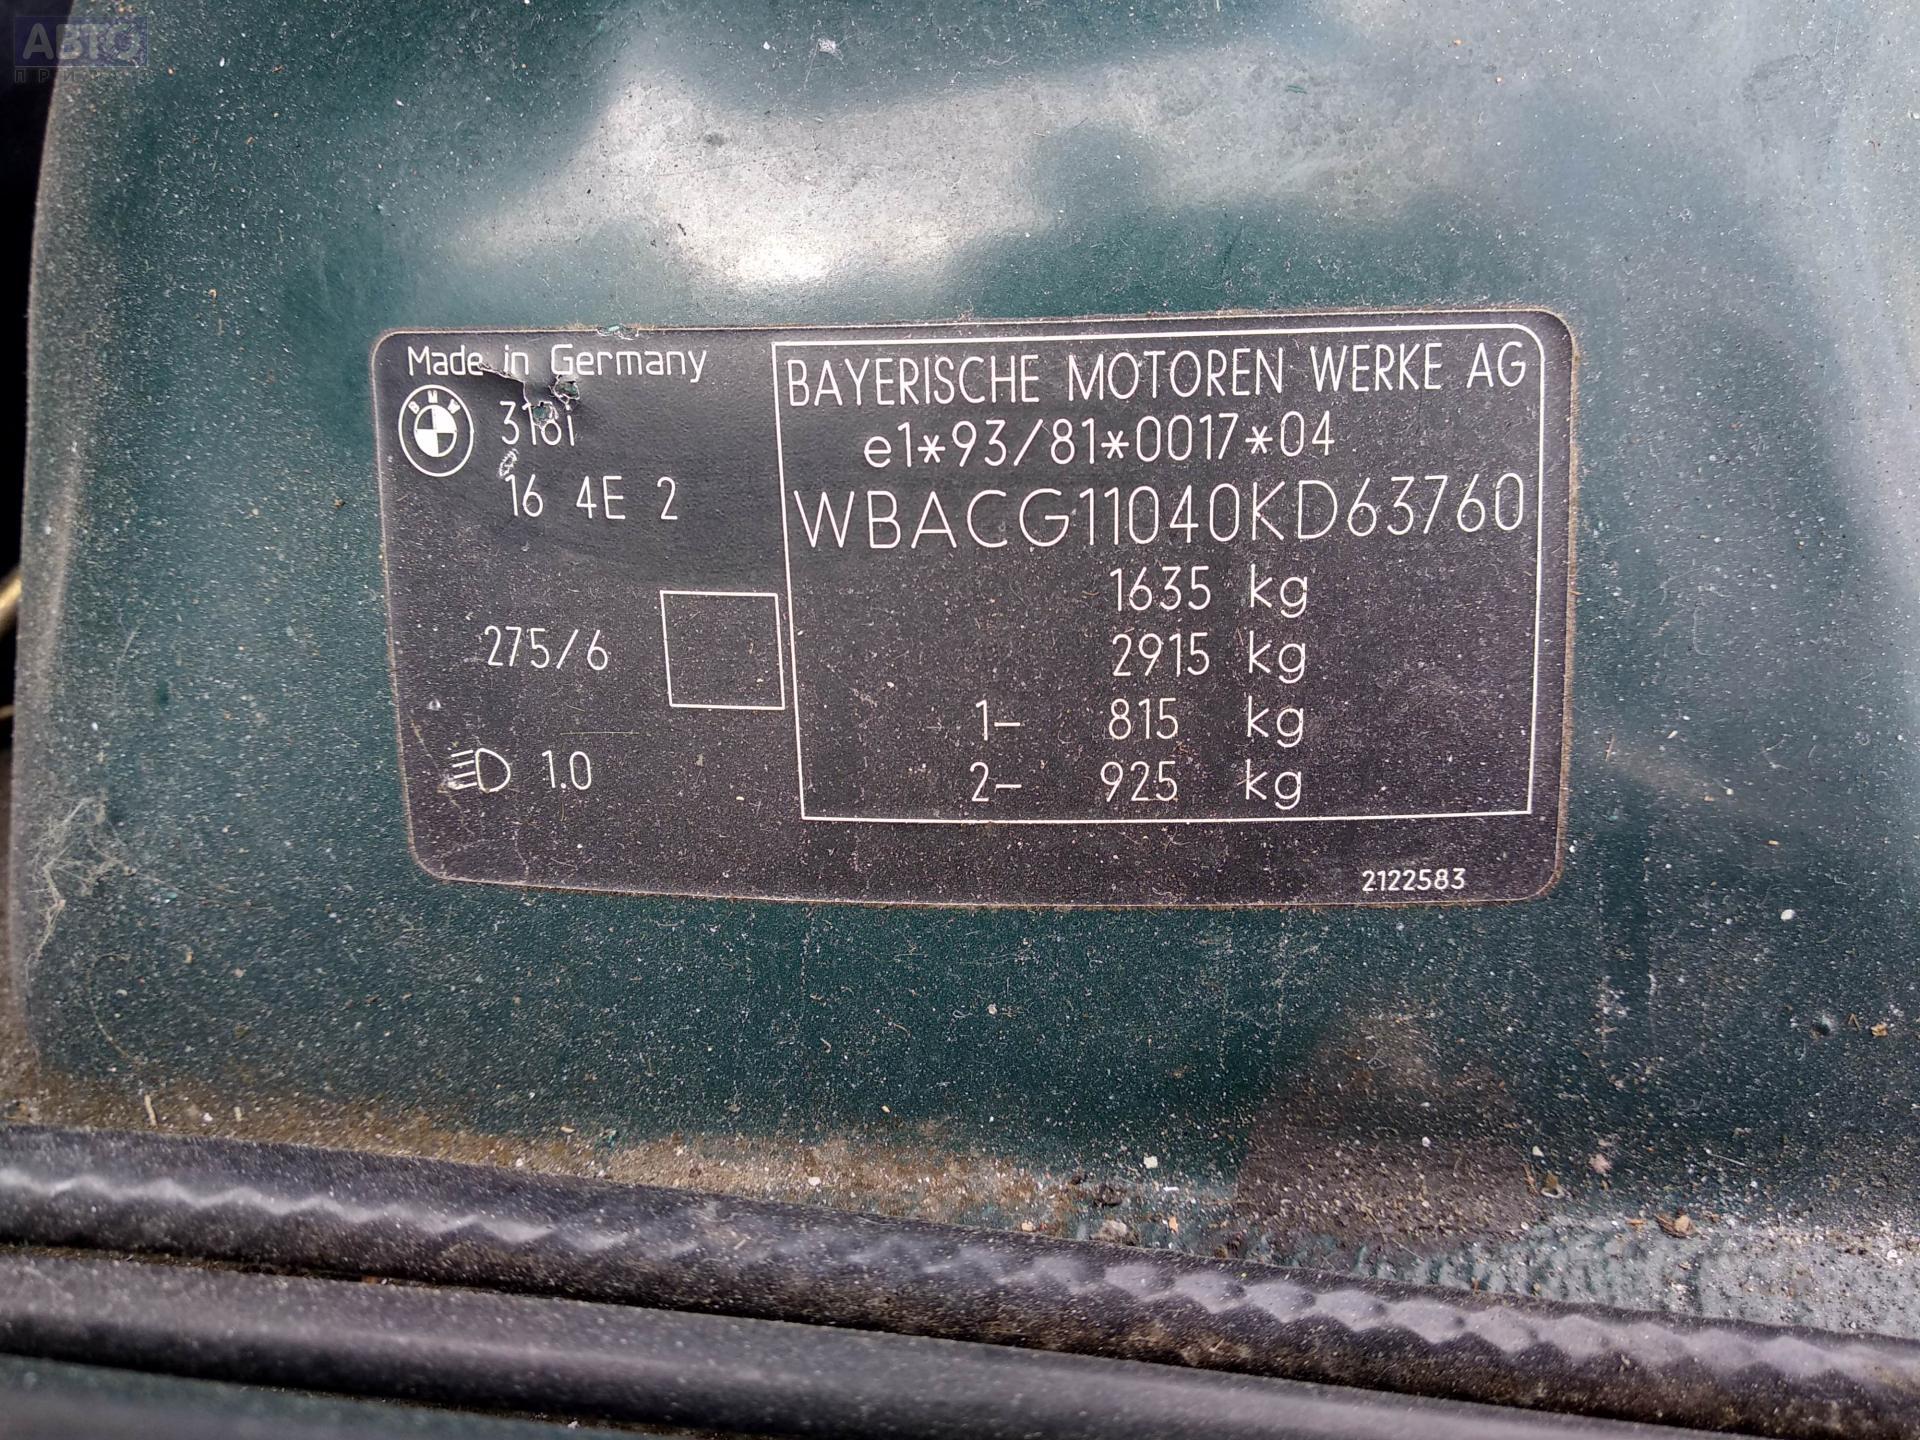 АВТО
Made in Germany
BMW
16 4E 2
275/6
1.0
BAYERISCHE MOTOREN WERKE AG
e1*93/81*0017*04
WBACG11040KD63760
1635 kg
2915 kg
1- 815 kg
2- 925 kg
2122583